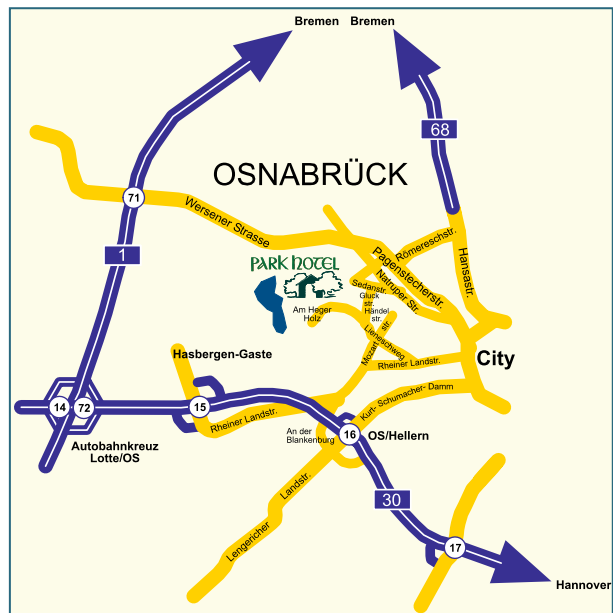 Bremen
Bremen
68
OSNABRÜCK
71
Wersener Strasse
Römereschstr.
Pagenstecherstr.
Hansastr.
1
PARK HOTEL
Natruper Str.
Sedanstr.
Gluck
str.
Händel
str.
Am Heger
Holz
Mozart
str.
Lieneschweg
Hasbergen-Gaste
Rheiner Landstr.
City
Kurt- Schumacher- Damm
14
72
15
Rheiner Landstr.
An der
Blankenburg
16
OS/Hellern
Autobahnkreuz
Lotte/OS
Lengericher
Landstr.
30
17
Hannover